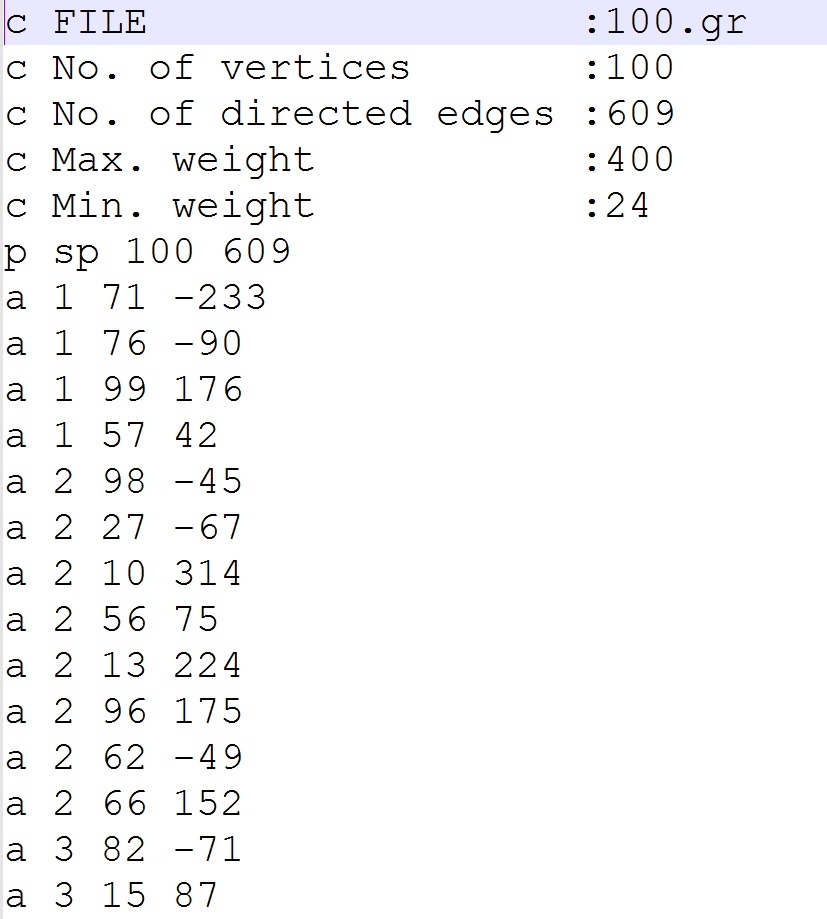 c FILE                   :100.gr
c No. of vertices        :100
c No. of directed edges :609
c Max. weight            :400
c Min. weight            :24
p sp 100 609
a 1 71 -233
a 1 76 -90
a 1 99 176
a 1 57 42
a 2 98 -45
a 2 27 -67
a 2 10 314
a 2 56 75
a 2 13 224
a 2 96 175
a 2 62 -49
a 2 66 152
a 3 82 -71
a 3 15 87